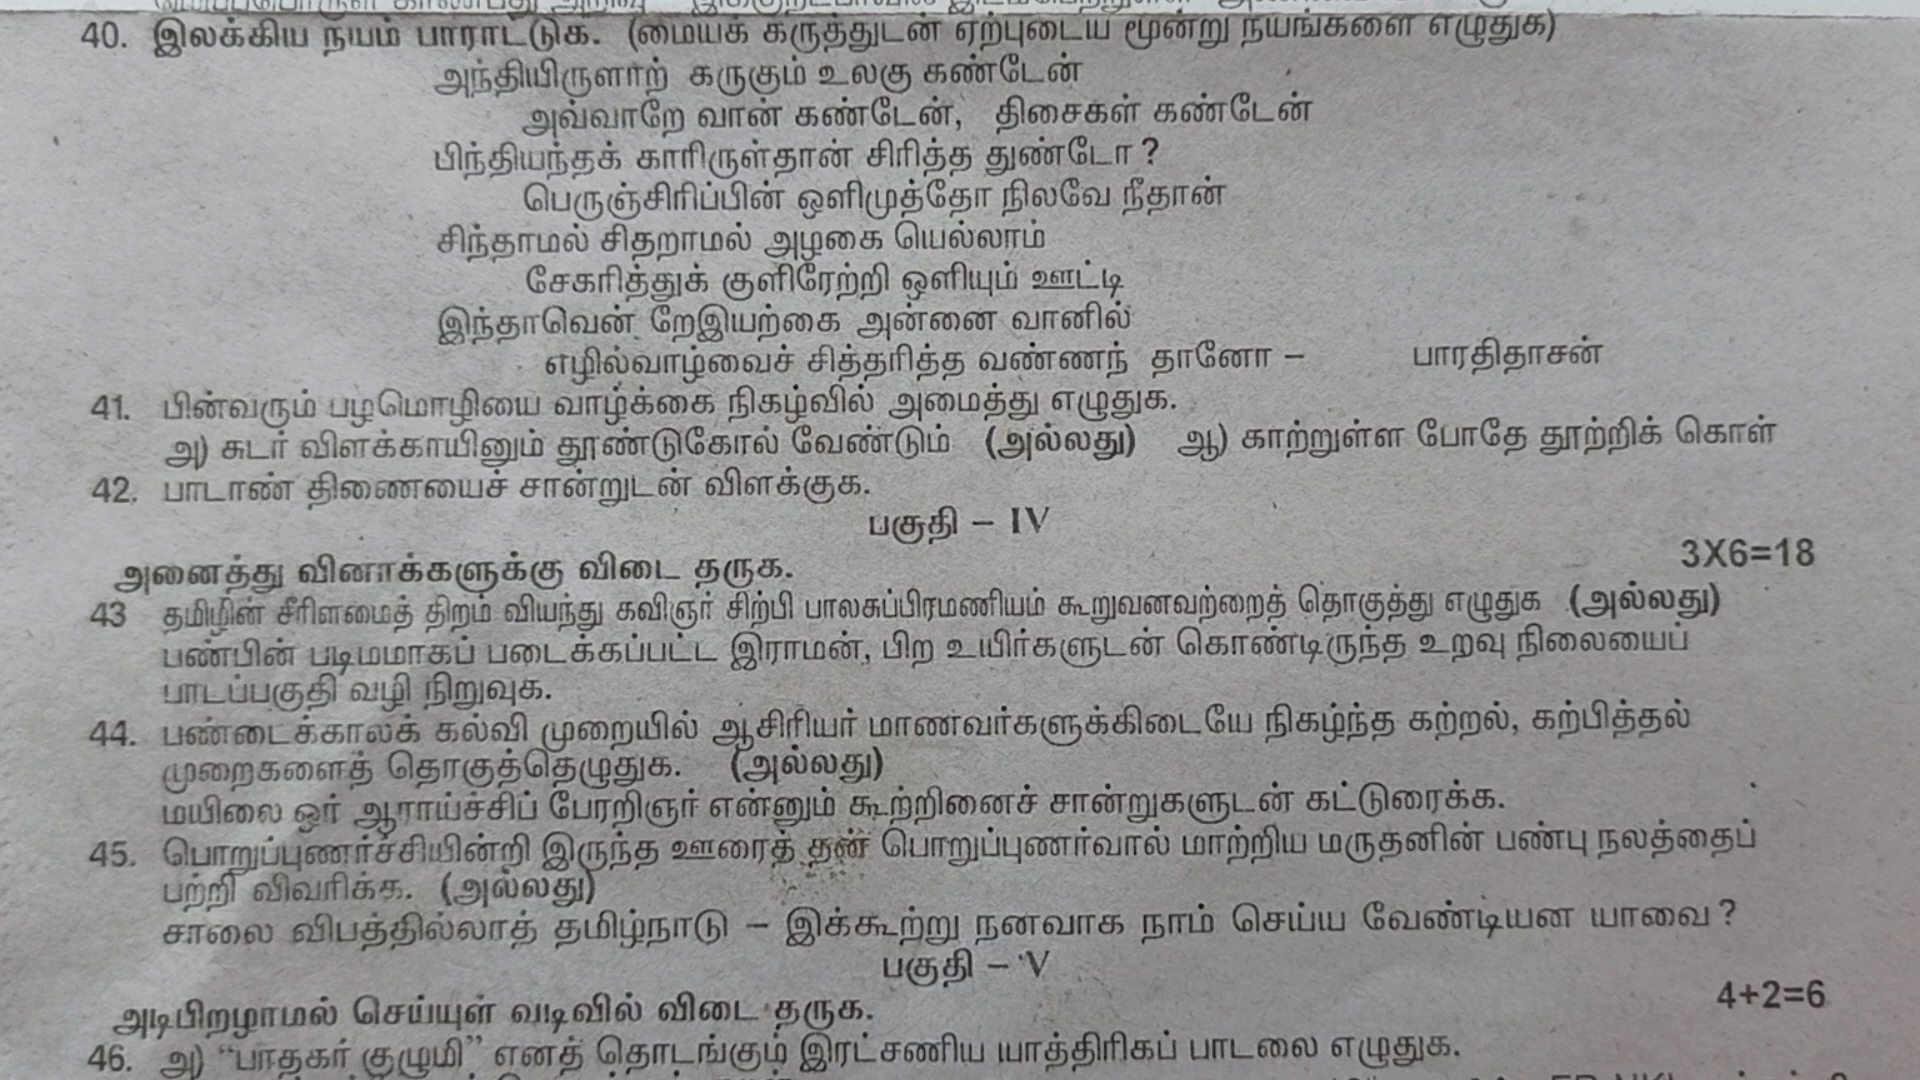 40. இலக்கிய நயம் பாராட்டுக. (மையக் கருத்துடன் ஏற்புடைய மூன்று நயங்களை எழுதுக)
அந்தியிருளாற் கருகும் உலகு கண்டேன்
அவ்வாறே வான் கண்டேன், திசைகள் கண்டேன்
பிந்தியந்தக் காரிருள்தான் சிரித்த துண்டோ?
பெருஞ்சிரிப்பின் ஒளிமுத்தோ நிலவே நீதான்
சிந்தாமல் சிதறாமல் அழகை யெல்லாம்
சேகரித்துக் குளிரேற்றி ஒளியும் ஊட்டி
இந்தாவென் றேஇயற்கை அன்னை வானில்
எழில்வாழ்வைச் சித்தரித்த வண்ணந் தானோ – பாரதிதாசன்
41. பின்வரும் பழமொழியை வாழ்க்கை நிகழ்வில் அமைத்து எழுதுக.
அ) சுடர் விளக்காயினும் தூண்டுகோல் வேண்டும் (அல்லது) ஆ) காற்றுள்ள போதே தூற்றிக் கொள்
42. பாடாண் திணையைச் சான்றுடன் விளக்குக.
பகுதி – IV
அனைத்து வினாக்களுக்கு விடை தருக. 3X6=18
43 தமிழின் சீரிளமைத் திறம் வியந்து கவிஞர் சிற்பி பாலசுப்பிரமணியம் கூறுவனவற்றைத் தொகுத்து எழுதுக (அல்லது)
பண்பின் படிமமாகப் படைக்கப்பட்ட இராமன், பிற உயிர்களுடன் கொண்டிருந்த உறவு நிலையைப்
பாடப்பகுதி வழி நிறுவுக.
44. பண்டைக்காலக் கல்வி முறையில் ஆசிரியர் மாணவர்களுக்கிடையே நிகழ்ந்த கற்றல், கற்பித்தல்
முறைகளைத் தொகுத்தெழுதுக. (அல்லது)
மயிலை ஓர் ஆராய்ச்சிப் பேரறிஞர் என்னும் கூற்றினைச் சான்றுகளுடன் கட்டுரைக்க.
45. பொறுப்புணர்ச்சியின்றி இருந்த ஊரைத் தன் பொறுப்புணர்வால் மாற்றிய மருதனின் பண்பு நலத்தைப்
பற்றி விவரிக்க. (அல்லது)
சாலை விபத்தில்லாத் தமிழ்நாடு – இக்கூற்று நனவாக நாம் செய்ய வேண்டியன யாவை?
பகுதி – V
அடிபிறழாமல் செய்யுள் வடிவில் விடை தருக. 4+2=6
46. அ) “பாதகர் குழுமி” எனத் தொடங்கும் இரட்சணிய யாத்திரிகப் பாடலை எழுதுக.